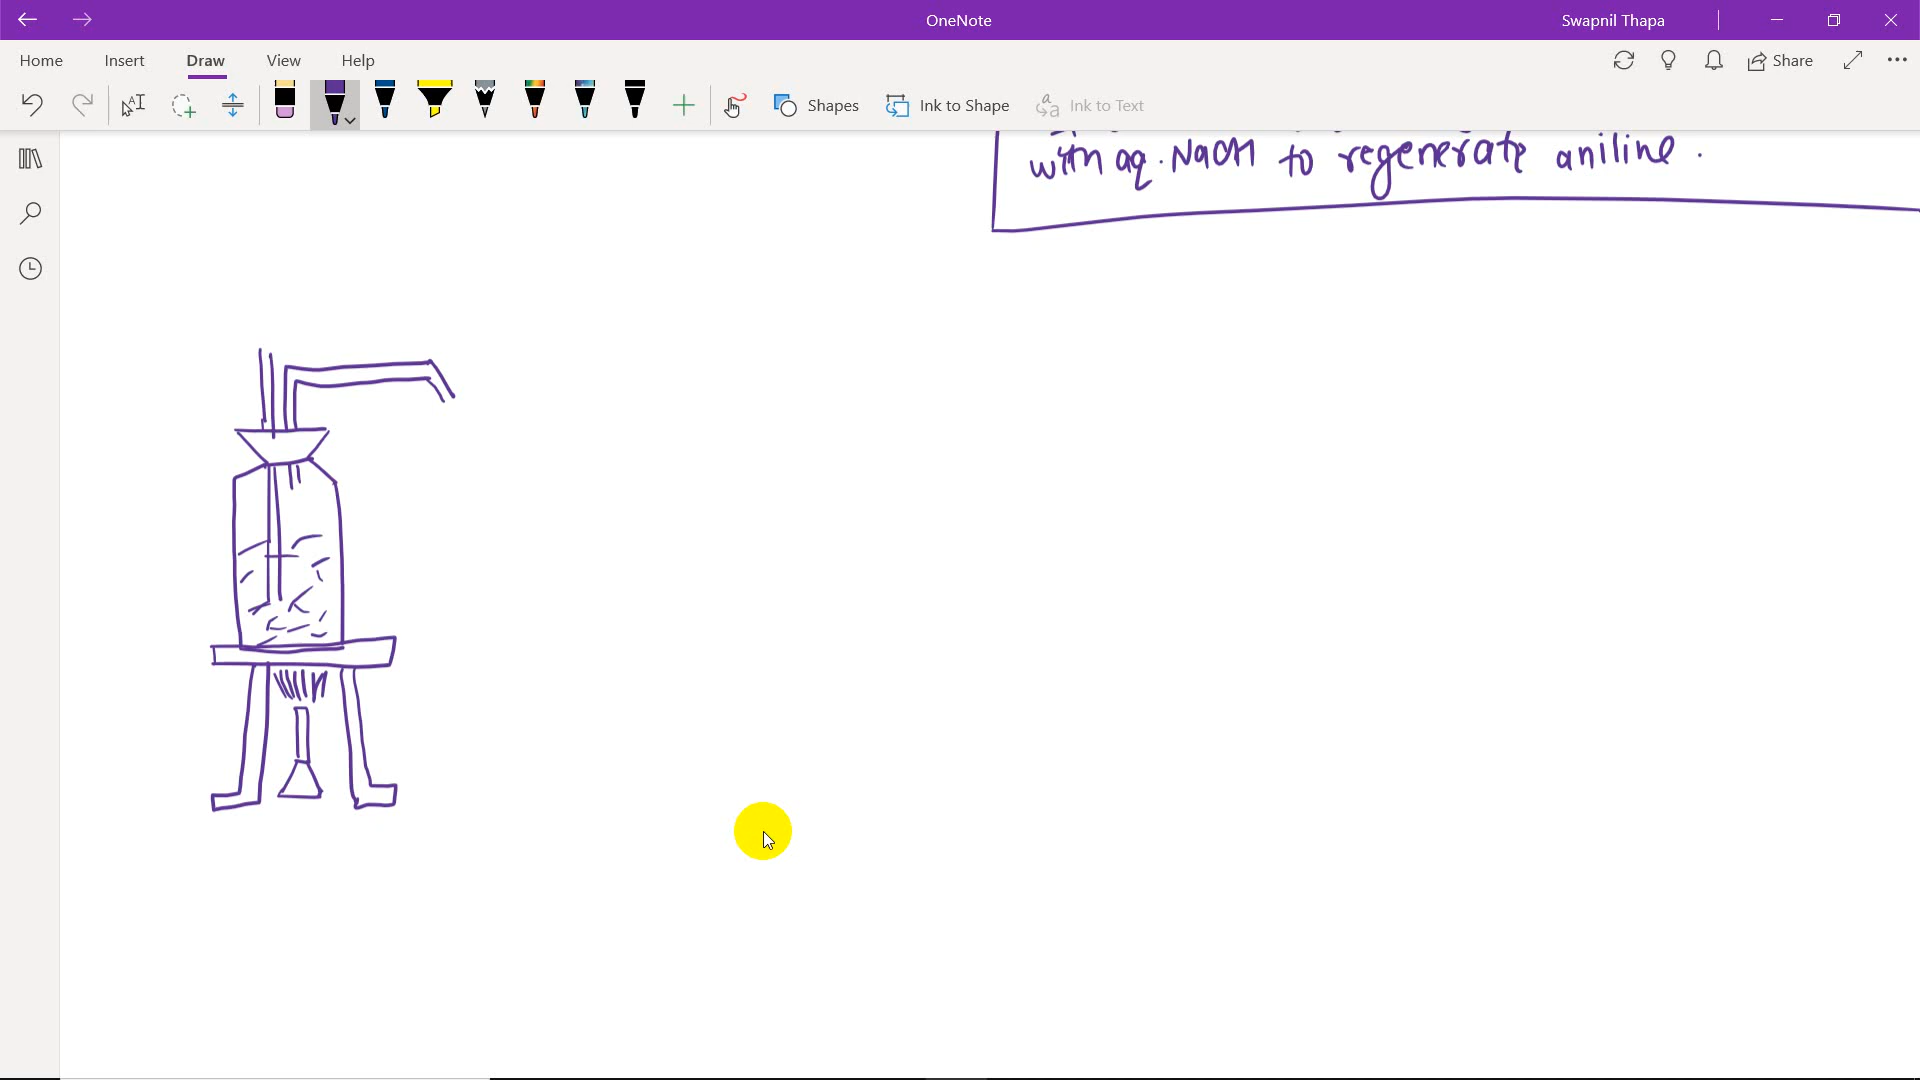 OneNote
Swapnil Thapa
Home Insert Draw View Help
Share
Shapes Ink to Shape Ink to Text
with aq. NaOH to regenerate aniline.